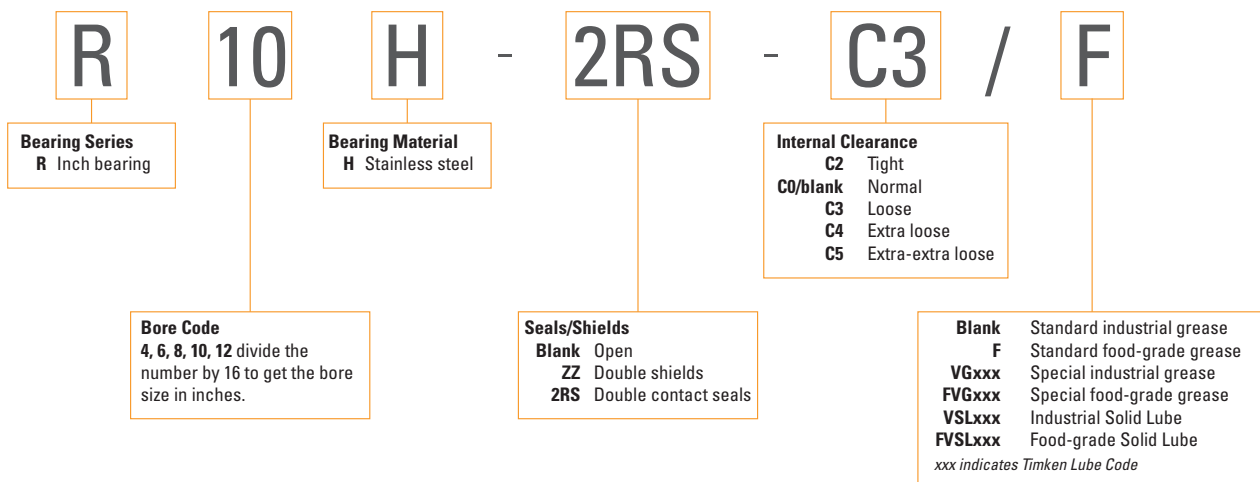 R 10 H - 2RS - C3 / F
Bearing Series
R Inch bearing
Bearing Material
H Stainless steel
Internal Clearance
C2 Tight
C0/blank Normal
C3 Loose
C4 Extra loose
C5 Extra-extra loose
Bore Code
4, 6, 8, 10, 12 divide the
number by 16 to get the bore
size in inches.
Seals/Shields
Blank Open
ZZ Double shields
2RS Double contact seals
Blank Standard industrial grease
F Standard food-grade grease
VGxxx Special industrial grease
FVGxxx Special food-grade grease
VSLxxx Industrial Solid Lube
FVSLxxx Food-grade Solid Lube
xxx indicates Timken Lube Code